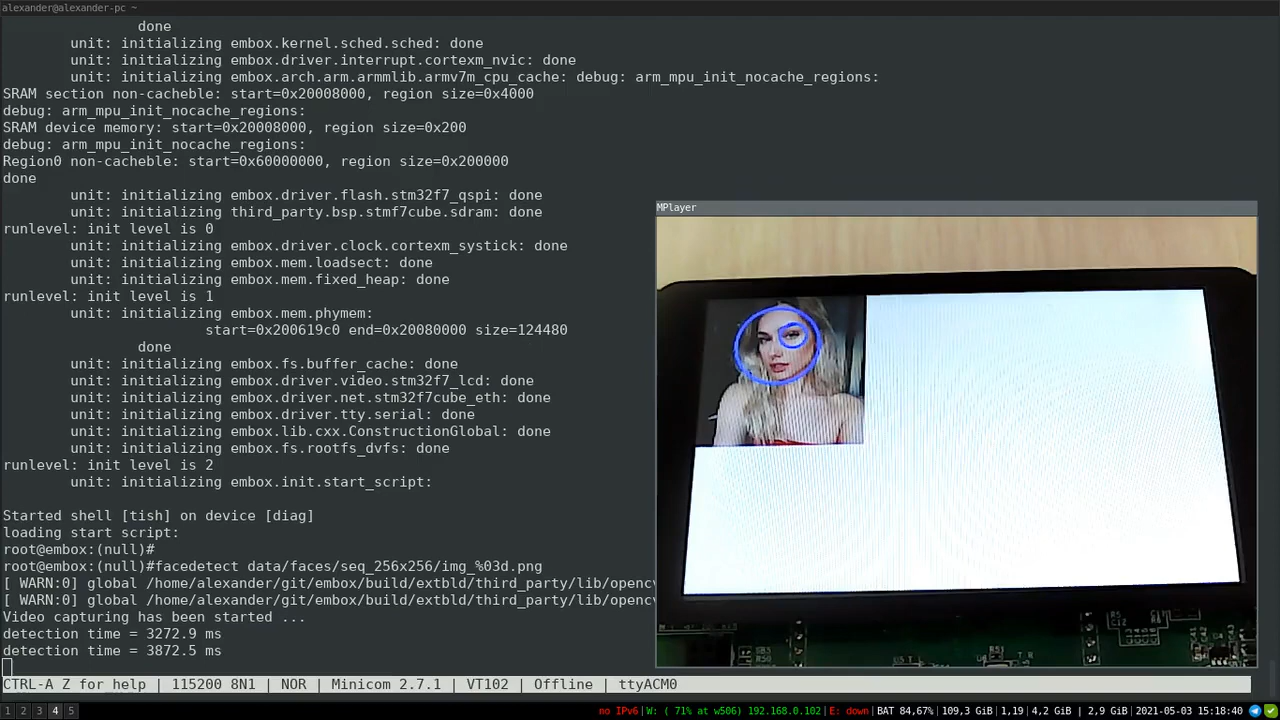 alexander@alexander-pc ~
done
unit: initializing embox.kernel.sched.sched: done
unit: initializing embox.driver.interrupt.cortexm_nvic: done
unit: initializing embox.arch.arm.armmlib.armv7m_cpu_cache: debug: arm_mpu_init_nocache_regions:
SRAM section non-cacheble: start=0x20008000, region size=0x4000
debug: arm_mpu_init_nocache_regions:
SRAM device memory: start=0x20008000, region size=0x200
debug: arm_mpu_init_nocache_regions:
Region0 non-cacheble: start=0x60000000, region size=0x200000
done
unit: initializing embox.driver.flash.stm32f7_qspi: done
unit: initializing third_party.bsp.stmf7cube.sdram: done
runlevel: init level is 0
unit: initializing embox.driver.clock.cortexm_systick: done
unit: initializing embox.mem.loadsect: done
unit: initializing embox.mem.fixed_heap: done
runlevel: init level is 1
unit: initializing embox.mem.phymem:
start=0x200619c0 end=0x20080000 size=124480
done
unit: initializing embox.fs.buffer_cache: done
unit: initializing embox.driver.video.stm32f7_lcd: done
unit: initializing embox.driver.net.stm32f7cube_eth: done
unit: initializing embox.driver.tty.serial: done
unit: initializing embox.lib.cxx.ConstructionGlobal: done
unit: initializing embox.fs.rootfs_dvfs: done
runlevel: init level is 2
unit: initializing embox.init.start_script:
Started shell [tish] on device [diag]
loading start script:
root@embox:(null)#
root@embox:(null)#facedetect data/faces/seq_256x256/img_%03d.png
[ WARN:0] global /home/alexander/git/embox/build/extbld/third_party/lib/opencv
[ WARN:0] global /home/alexander/git/embox/build/extbld/third_party/lib/opencv
Video capturing has been started ...
detection time = 3272.9 ms
detection time = 3872.5 ms
CTRL-A Z for help | 115200 8N1 | NOR | Minicom 2.7.1 | VT102 | Offline | ttyACM0
MPlayer
1 2 3 4 5
no IPv6|W: ( 71% at w506) 192.168.0.102|E: down|BAT 84,67%|109,3 GiB|1,19|4,2 GiB | 2,9 GiB|2021-05-03 15:18:40